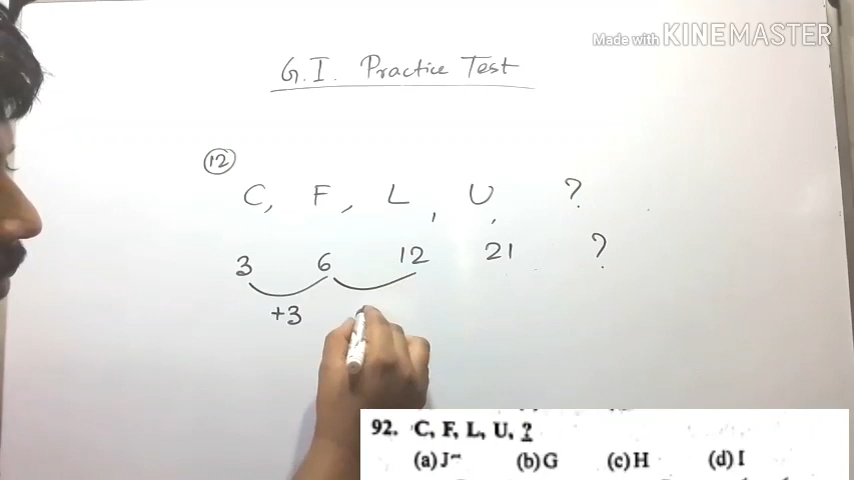 Made with KINEMASTER
G.I. Practice Test
12
C, F, L, U, ?
3 6 12 21 ?
+3
92. C, F, L, U, ?
(a) J (b) G (c) H (d) I